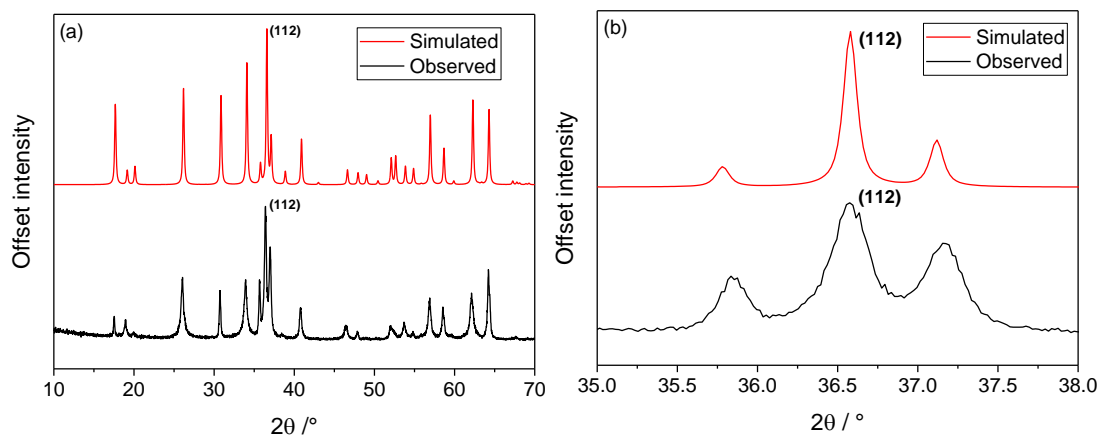 (a)
(112)
Simulated
Observed
(112)
Offset intensity
10 20 30 40 50 60 70
2θ / °
(b)
(112)
Simulated
Observed
(112)
Offset intensity
35.0 35.5 36.0 36.5 37.0 37.5 38.0
2θ / °